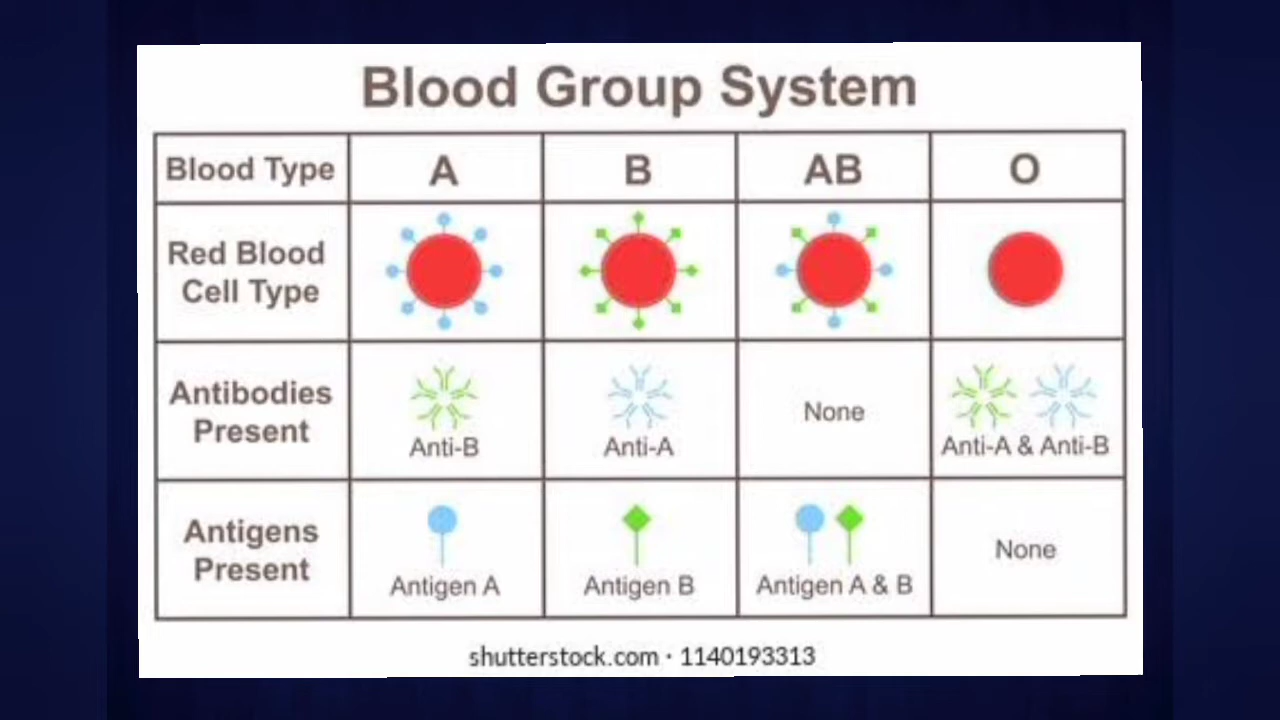 Blood Group System
Blood Type A B AB O
Red Blood
Cell Type
Antibodies
Present
Anti-B
Anti-A
None
Anti-A & Anti-B
Antigens
Present
Antigen A
Antigen B
Antigen A & B
None
shutterstock.com · 1140193313